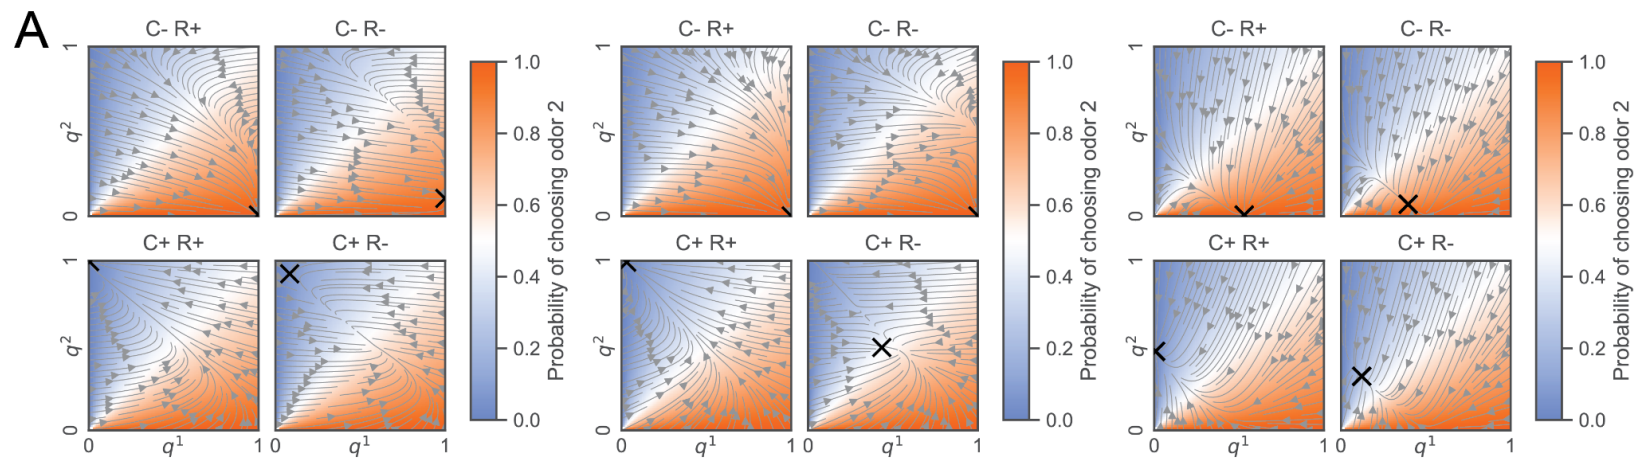 A
C- R+
C- R-
C- R+
C- R-
C- R+
C- R-
1
q²
0
1.0
0.8
0.6
0.4
0.2
0.0
Probability of choosing odor 2
C+ R+
C+ R-
1
q²
0
0
q¹
1
0
q¹
1
1
q²
0
1.0
0.8
0.6
0.4
0.2
0.0
Probability of choosing odor 2
C+ R+
C+ R-
1
q²
0
0
q¹
1
0
q¹
1
1
q²
0
1.0
0.8
0.6
0.4
0.2
0.0
Probability of choosing odor 2
C+ R+
C+ R-
1
q²
0
0
q¹
1
0
q¹
1